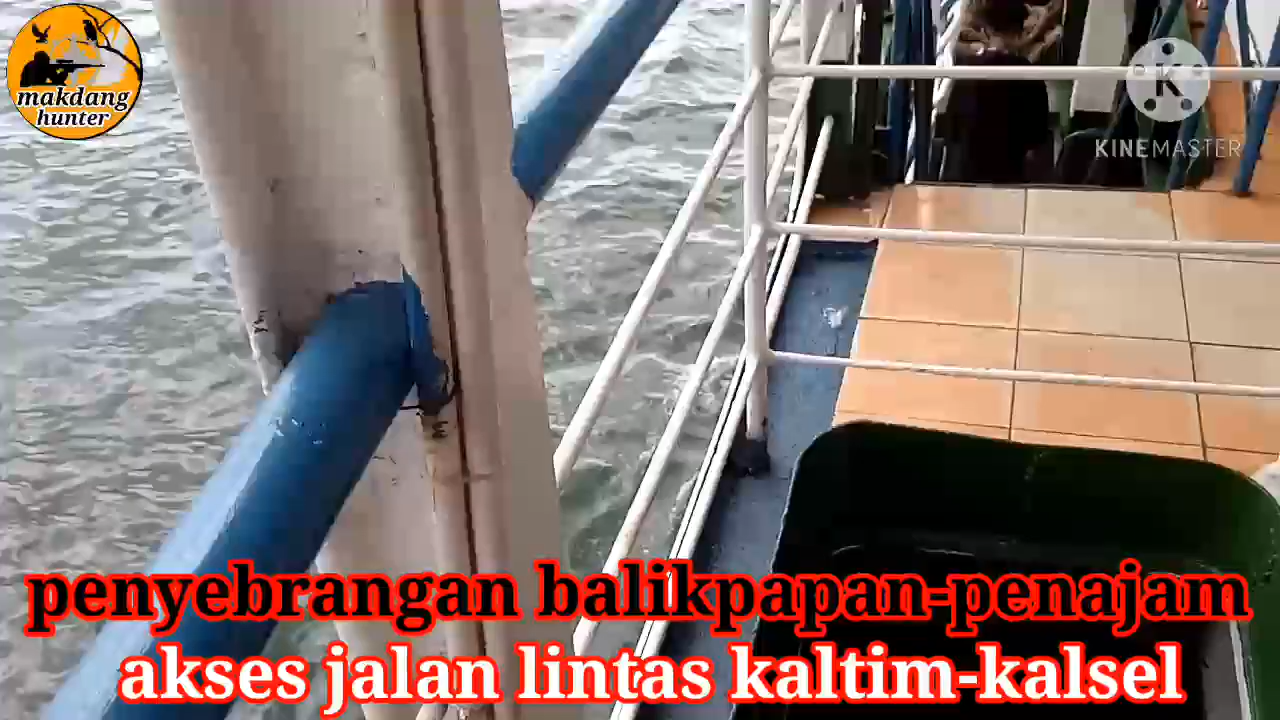 makdang
hunter
K
KINEMASTER
penyebrangan balikpapan-penajam
akses jalan lintas kaltim-kalsel